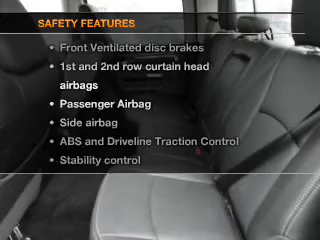 SAFETY FEATURES
• Front Ventilated disc brakes
• 1st and 2nd row curtain head
airbags
• Passenger Airbag
• Side airbag
• ABS and Driveline Traction Control
• Stability control